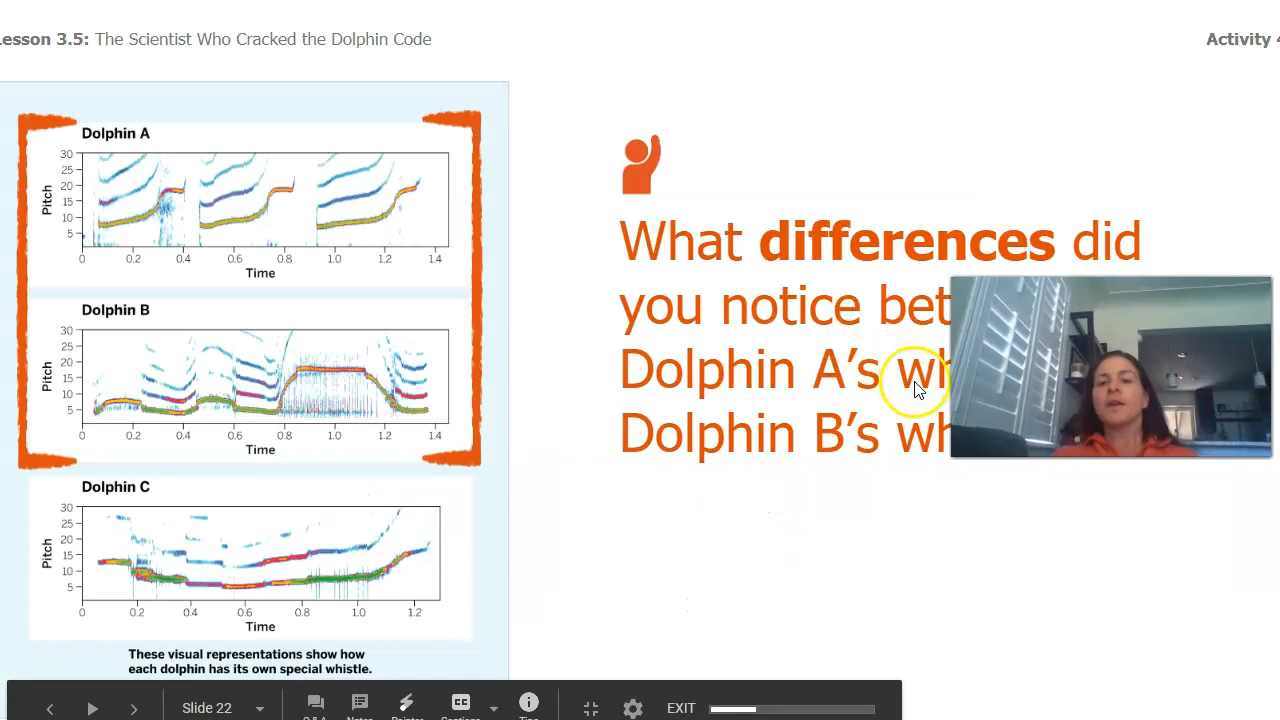 Lesson 3.5: The Scientist Who Cracked the Dolphin Code
Activity 4
Dolphin A
30
25
20
15
10
5
Pitch
0 0.2 0.4 0.6 0.8 1.0 1.2 1.4
Time
Dolphin B
30
25
20
15
10
5
Pitch
0 0.2 0.4 0.6 0.8 1.0 1.2 1.4
Time
Dolphin C
30
25
20
15
10
5
Pitch
0 0.2 0.4 0.6 0.8 1.0 1.2
Time
These visual representations show how
each dolphin has its own special whistle.
What differences did
you notice bet
Dolphin A’s wh
Dolphin B’s wh
Slide 22
Q & A Notes Pointer Captions Tips
EXIT